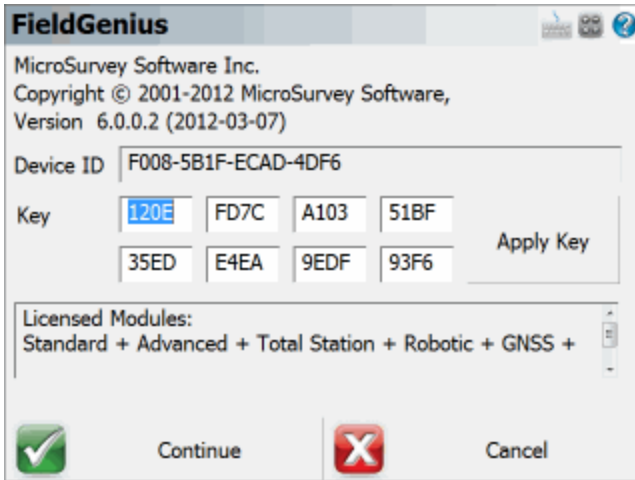 FieldGenius
MicroSurvey Software Inc.
Copyright © 2001-2012 MicroSurvey Software,
Version 6.0.0.2 (2012-03-07)
Device ID F008-5B1F-ECAD-4DF6
Key 120E FD7C A103 51BF
Apply Key
35ED E4EA 9EDF 93F6
Licensed Modules:
Standard + Advanced + Total Station + Robotic + GNSS +
Continue Cancel